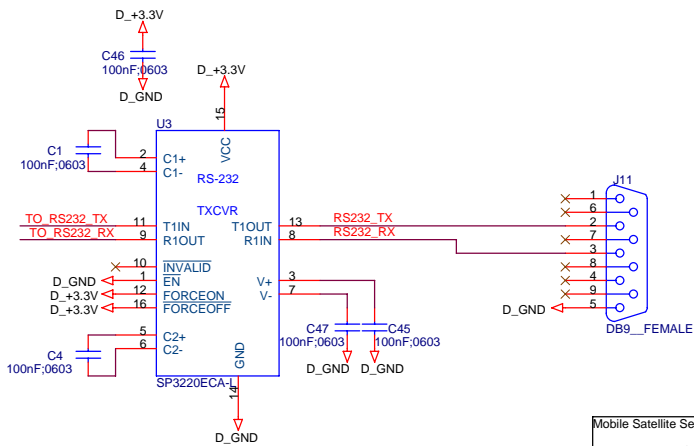 D_+3.3V
C46
100nF;0603
D_GND
D_+3.3V
U3
15
VCC
C1
100nF;0603
2
4
C1+
C1-
RS-232
TXCVR
TO_RS232_TX
TO_RS232_RX
11
9
T1IN
R1OUT
T1OUT
R1IN
13
8
RS232_TX
RS232_RX
10
INVALID
D_GND
1
EN
D_+3.3V
12
FORCEON
D_+3.3V
16
FORCEOFF
V+
V-
3
7
C4
100nF;0603
5
6
C2+
C2-
GND
14
SP3220ECA-L
D_GND
C47
100nF;0603
D_GND
C45
100nF;0603
D_GND
J11
1
6
2
7
3
8
4
9
5
D_GND
DB9__FEMALE
Mobile Satellite Se